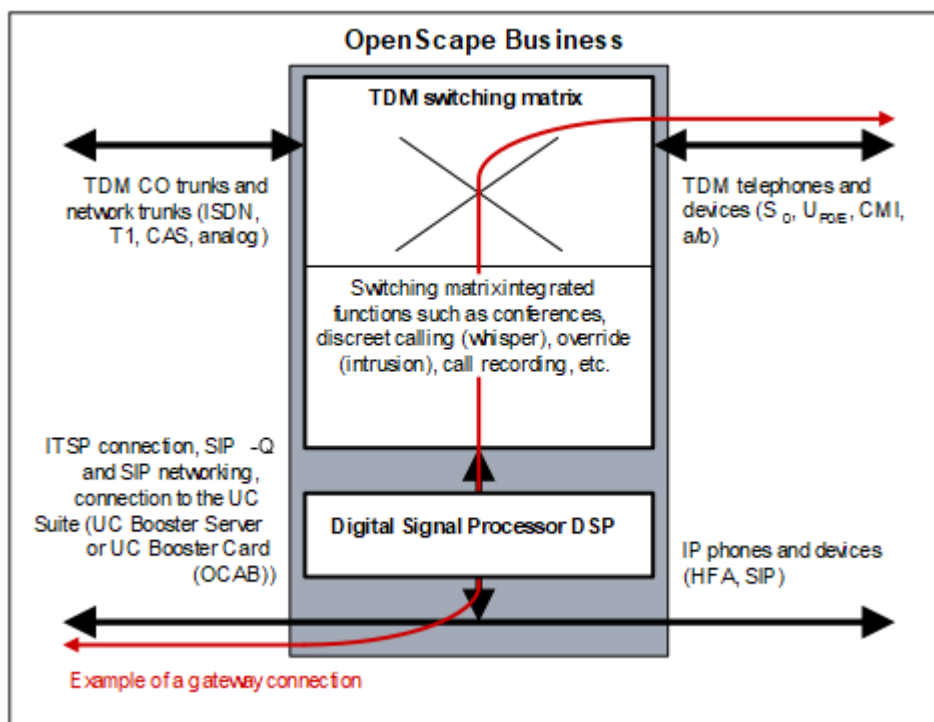 OpenScape Business
TDM switching matrix
TDM CO trunks and
network trunks (ISDN,
T1, CAS, analog)
TDM telephones and
devices (S₀, U_P0/E, CMI,
a/b)
Switching matrixintegrated
functions such as conferences,
discreet calling (whisper), override
(intrusion), call recording, etc.
ITSP connection, SIP -Q
and SIP networking,
connection to the UC
Suite (UC Booster Server
or UC Booster Card
(OCAB))
Digital Signal Processor DSP
IP phones and devices
(HFA, SIP)
Example of a gateway connection